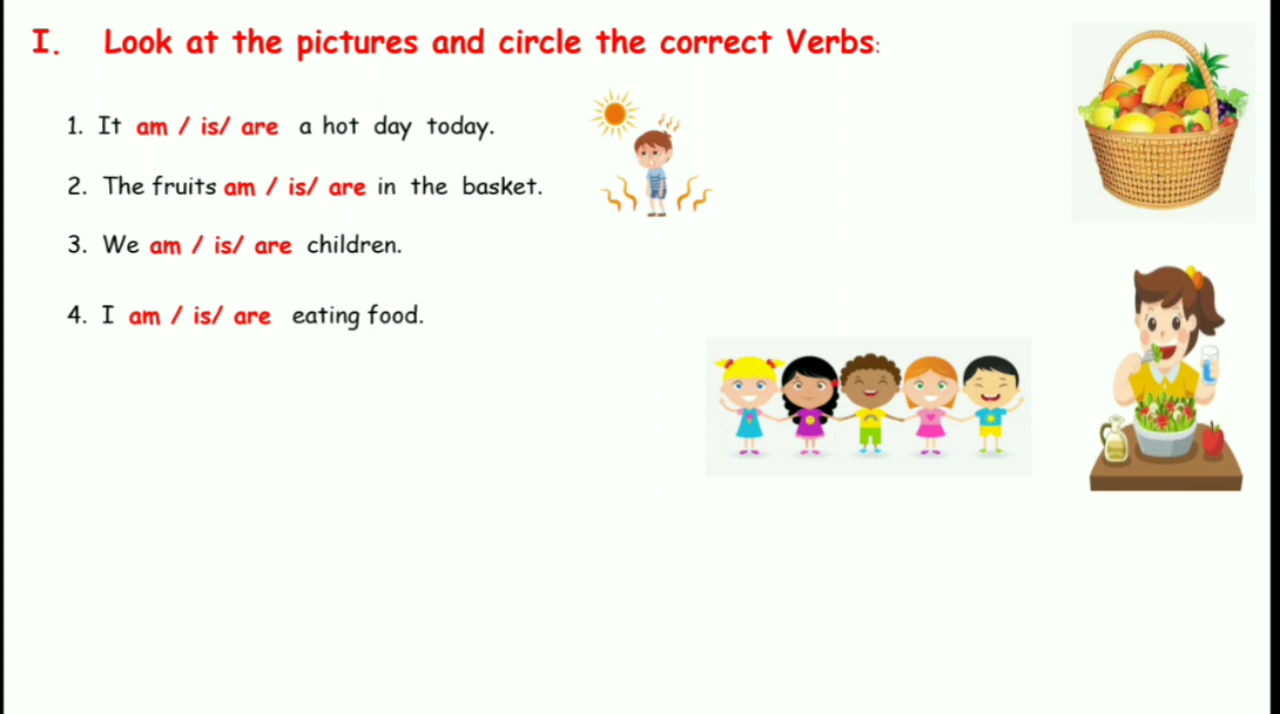 I. Look at the pictures and circle the correct Verbs:
1. It am / is/ are a hot day today.
2. The fruits am / is/ are in the basket.
3. We am / is/ are children.
4. I am / is/ are eating food.